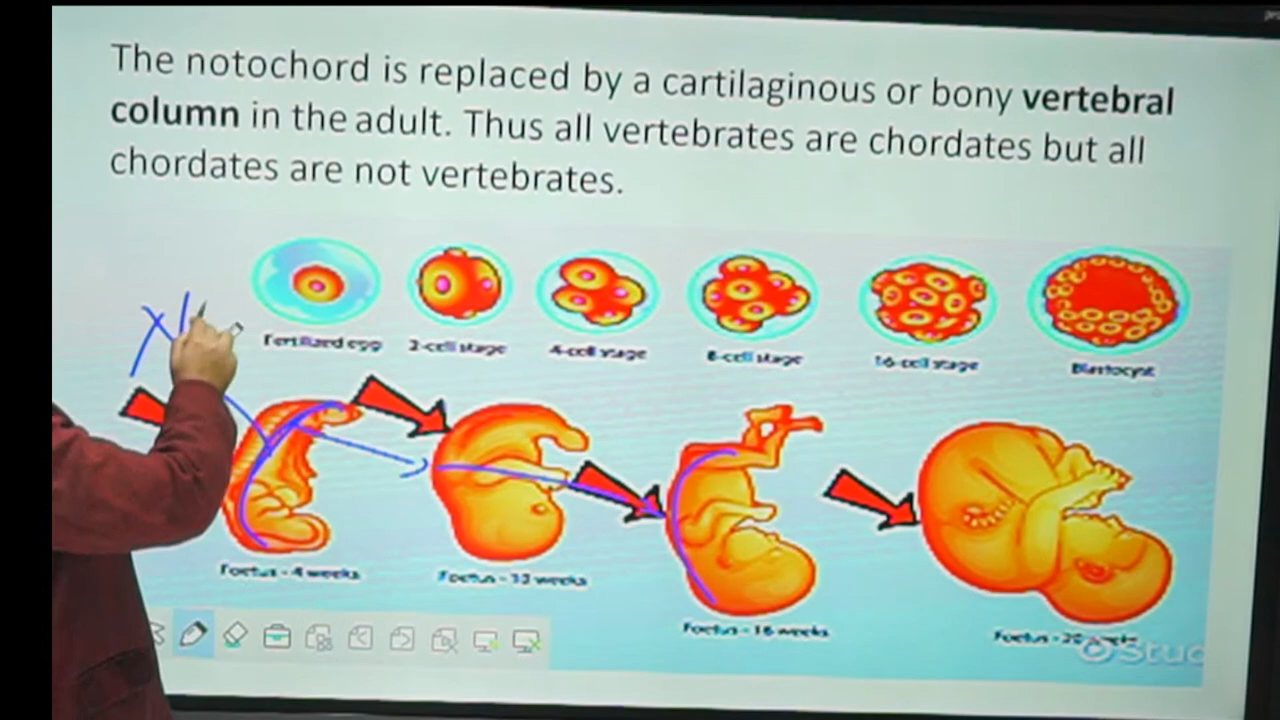 The notochord is replaced by a cartilaginous or bony vertebral
column in the adult. Thus all vertebrates are chordates but all
chordates are not vertebrates.
Fertilized egg 2-cell stage 4-cell stage 8-cell stage 16-cell stage Blastocyst
Foetus - 4 weeks Foetus - 12 weeks
Foetus - 16 weeks Foetus - 20 weeks
Stud